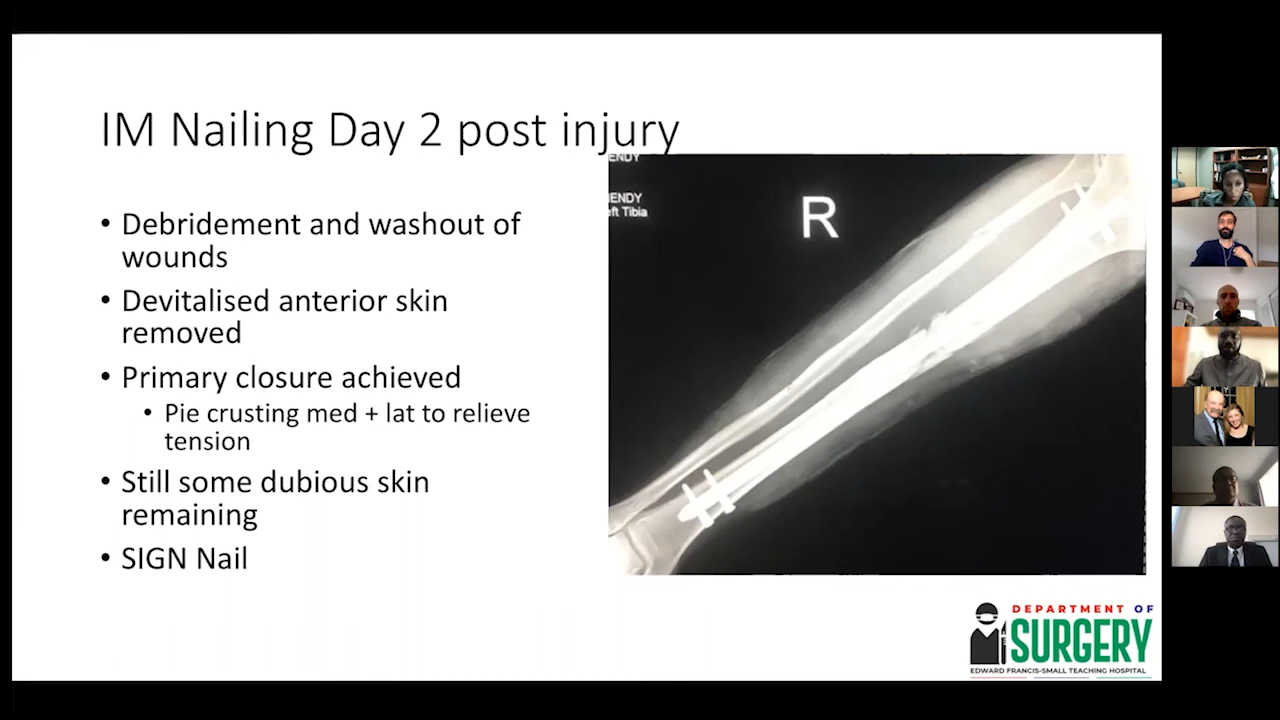 IM Nailing Day 2 post injury
• Debridement and washout of
wounds
• Devitalised anterior skin
removed
• Primary closure achieved
• Pie crusting med + lat to relieve
tension
• Still some dubious skin
remaining
• SIGN Nail
ENDY
ENDY
eft Tibia
R
DEPARTMENT OF
SURGERY
EDWARD FRANCIS-SMALL TEACHING HOSPITAL